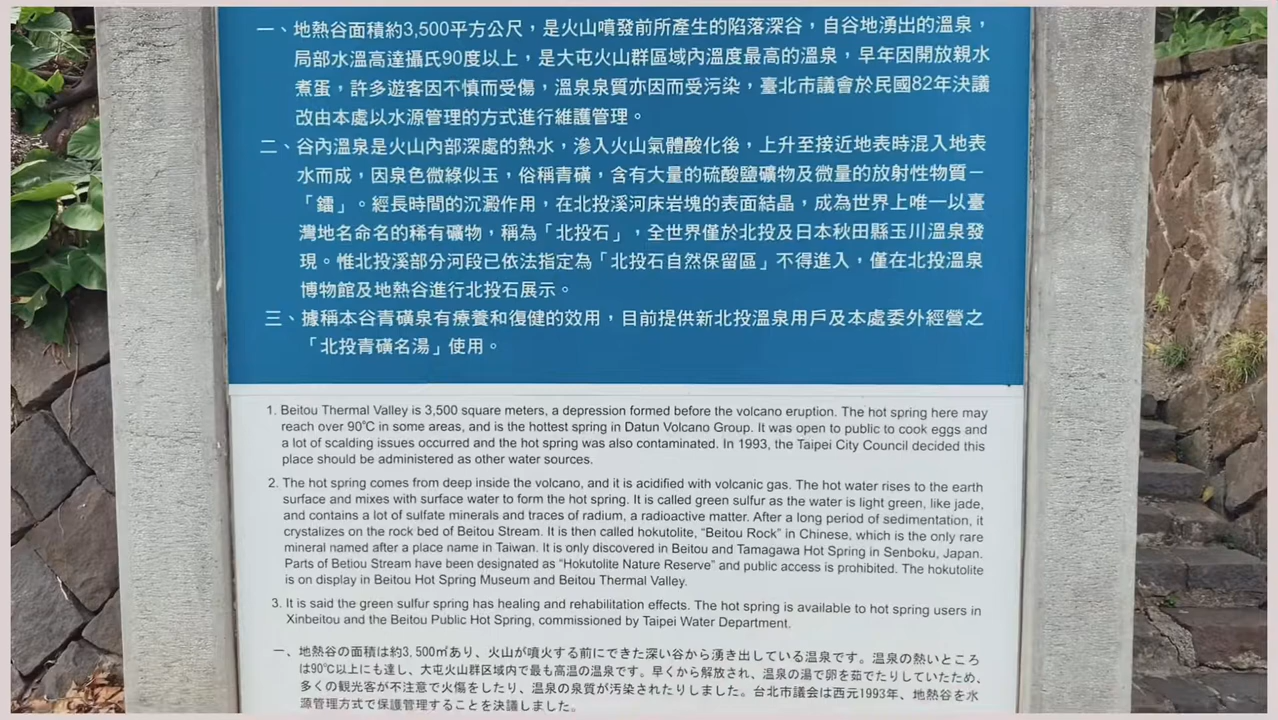 一、地熱谷面積約3,500平方公尺，是火山噴發前所產生的陷落深谷，自谷地湧出的溫泉，
局部水溫高達攝氏90度以上，是大屯火山群區域內溫度最高的溫泉，早年因開放親水
煮蛋，許多遊客因不慎而受傷，溫泉泉質亦因而受污染，臺北市議會於民國82年決議
改由本處以水源管理的方式進行維護管理。
二、谷內溫泉是火山內部深處的熱水，滲入火山氣體酸化後，上升至接近地表時混入地表
水而成，因泉色微綠似玉，俗稱青磺，含有大量的硫酸鹽礦物及微量的放射性物質－
「鐳」。經長時間的沉澱作用，在北投溪河床岩塊的表面結晶，成為世界上唯一以臺
灣地名命名的稀有礦物，稱為「北投石」，全世界僅於北投及日本秋田縣玉川溫泉發
現。惟北投溪部分河段已依法指定為「北投石自然保留區」不得進入，僅在北投溫泉
博物館及地熱谷進行北投石展示。
三、據稱本谷青磺泉有療養和復健的效用，目前提供新北投溫泉用戶及本處委外經營之
「北投青磺名湯」使用。
1. Beitou Thermal Valley is 3,500 square meters, a depression formed before the volcano eruption. The hot spring here may
reach over 90℃ in some areas, and is the hottest spring in Datun Volcano Group. It was open to public to cook eggs and
a lot of scalding issues occurred and the hot spring was also contaminated. In 1993, the Taipei City Council decided this
place should be administered as other water sources.
2. The hot spring comes from deep inside the volcano, and it is acidified with volcanic gas. The hot water rises to the earth
surface and mixes with surface water to form the hot spring. It is called green sulfur as the water is light green, like jade,
and contains a lot of sulfate minerals and traces of radium, a radioactive matter. After a long period of sedimentation, it
crystalizes on the rock bed of Beitou Stream. It is then called hokutolite, “Beitou Rock” in Chinese, which is the only rare
mineral named after a place name in Taiwan. It is only discovered in Beitou and Tamagawa Hot Spring in Senboku, Japan.
Parts of Betiou Stream have been designated as “Hokutolite Nature Reserve” and public access is prohibited. The hokutolite
is on display in Beitou Hot Spring Museum and Beitou Thermal Valley.
3. It is said the green sulfur spring has healing and rehabilitation effects. The hot spring is available to hot spring users in
Xinbeitou and the Beitou Public Hot Spring, commissioned by Taipei Water Department.
一、地熱谷の面積は約3,500㎡あり、火山が噴火する前にできた深い谷から湧き出している温泉です。温泉の熱いところ
は90℃以上にも達し、大屯火山群区域内で最も高温の温泉です。早くから解放され、温泉の湯で卵を茹でたりしていたため、
多くの観光客が不注意で火傷をしたり、温泉の泉質が汚染されたりしました。台北市議会は西元1993年、地熱谷を水
源管理方式で保護管理することを決議しました。